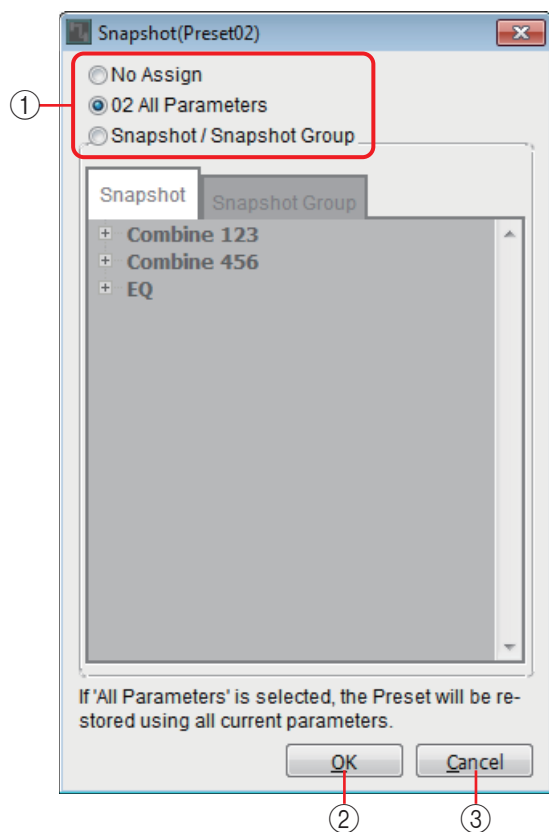 Snapshot(Preset02)
No Assign
① 02 All Parameters
Snapshot / Snapshot Group
Snapshot Snapshot Group
Combine 123
Combine 456
EQ
If 'All Parameters' is selected, the Preset will be re-
stored using all current parameters.
OK Cancel
② ③